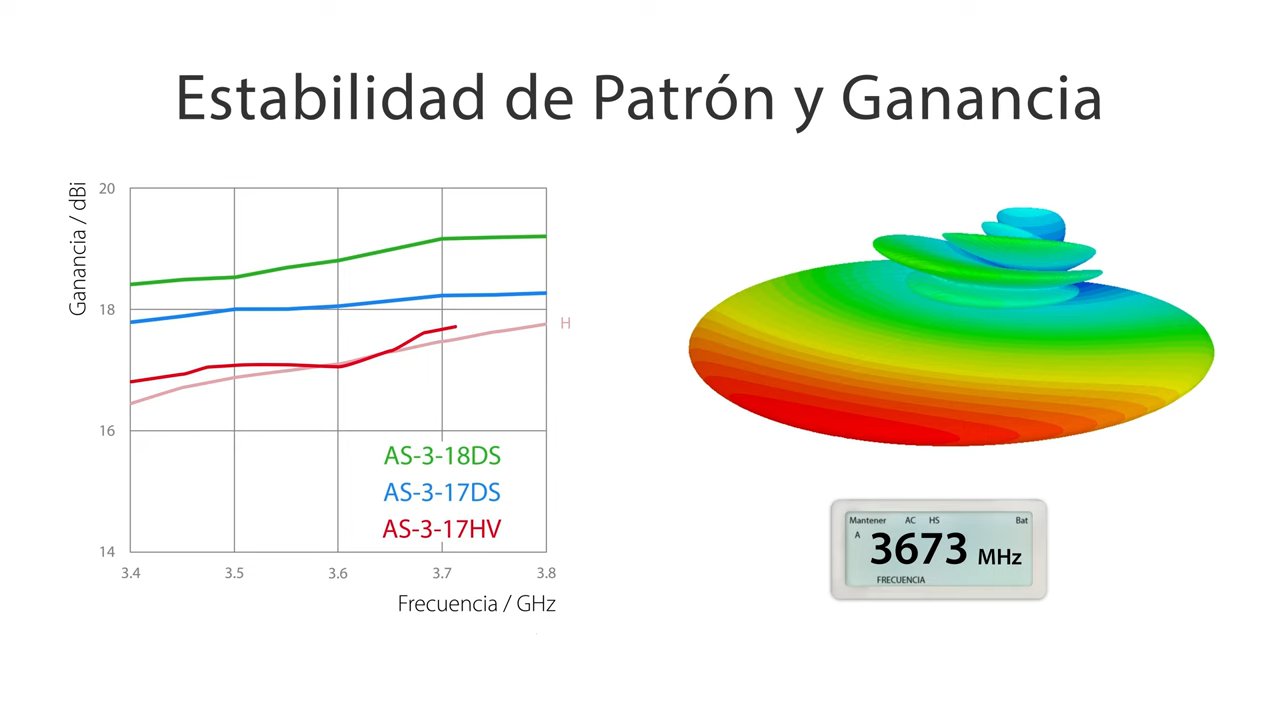 Estabilidad de Patrón y Ganancia
Ganancia / dBi
20
18
16
14
3.4
3.5
3.6
3.7
3.8
Frecuencia / GHz
H
AS-3-18DS
AS-3-17DS
AS-3-17HV
Mantener AC HS Bat
A
3673 MHz
FRECUENCIA